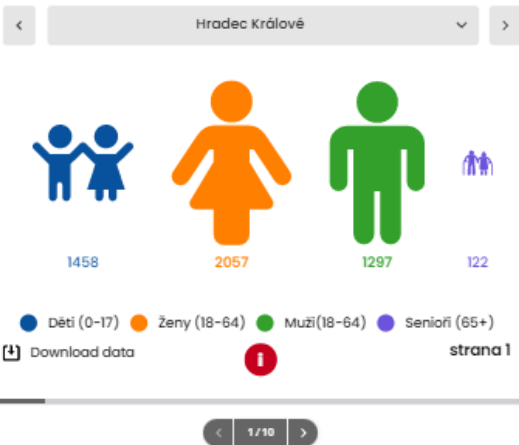 Hradec Králové
1458 2057 1297 122
Děti (0-17) Ženy (18-64) Muži(18-64) Senioři (65+)
Download data i strana 1
1/10